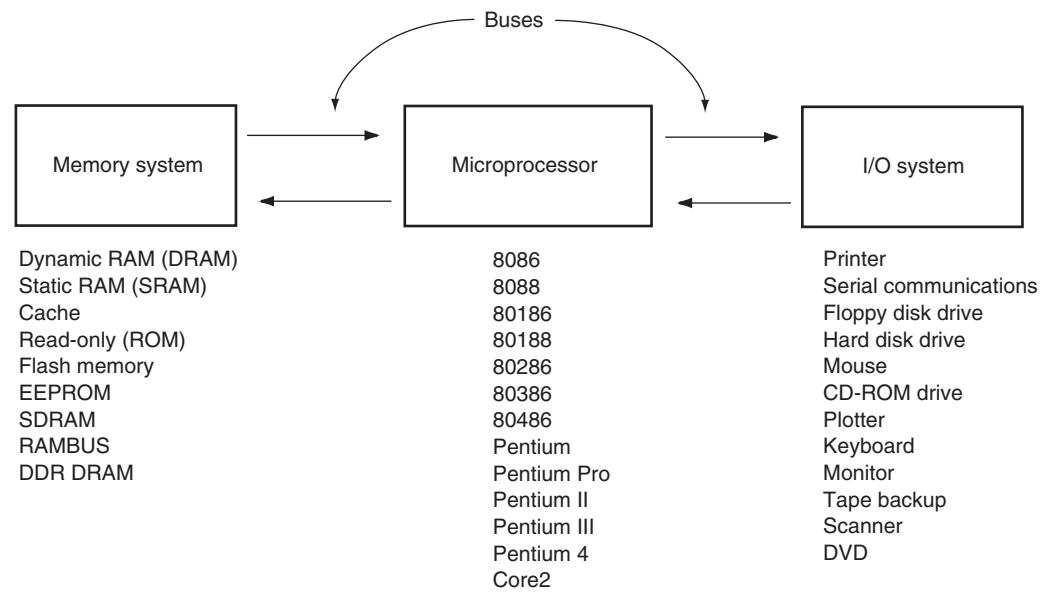 Buses
Memory system
Microprocessor
I/O system
Dynamic RAM (DRAM)
Static RAM (SRAM)
Cache
Read-only (ROM)
Flash memory
EEPROM
SDRAM
RAMBUS
DDR DRAM
8086
8088
80186
80188
80286
80386
80486
Pentium
Pentium Pro
Pentium II
Pentium III
Pentium 4
Core2
Printer
Serial communications
Floppy disk drive
Hard disk drive
Mouse
CD-ROM drive
Plotter
Keyboard
Monitor
Tape backup
Scanner
DVD